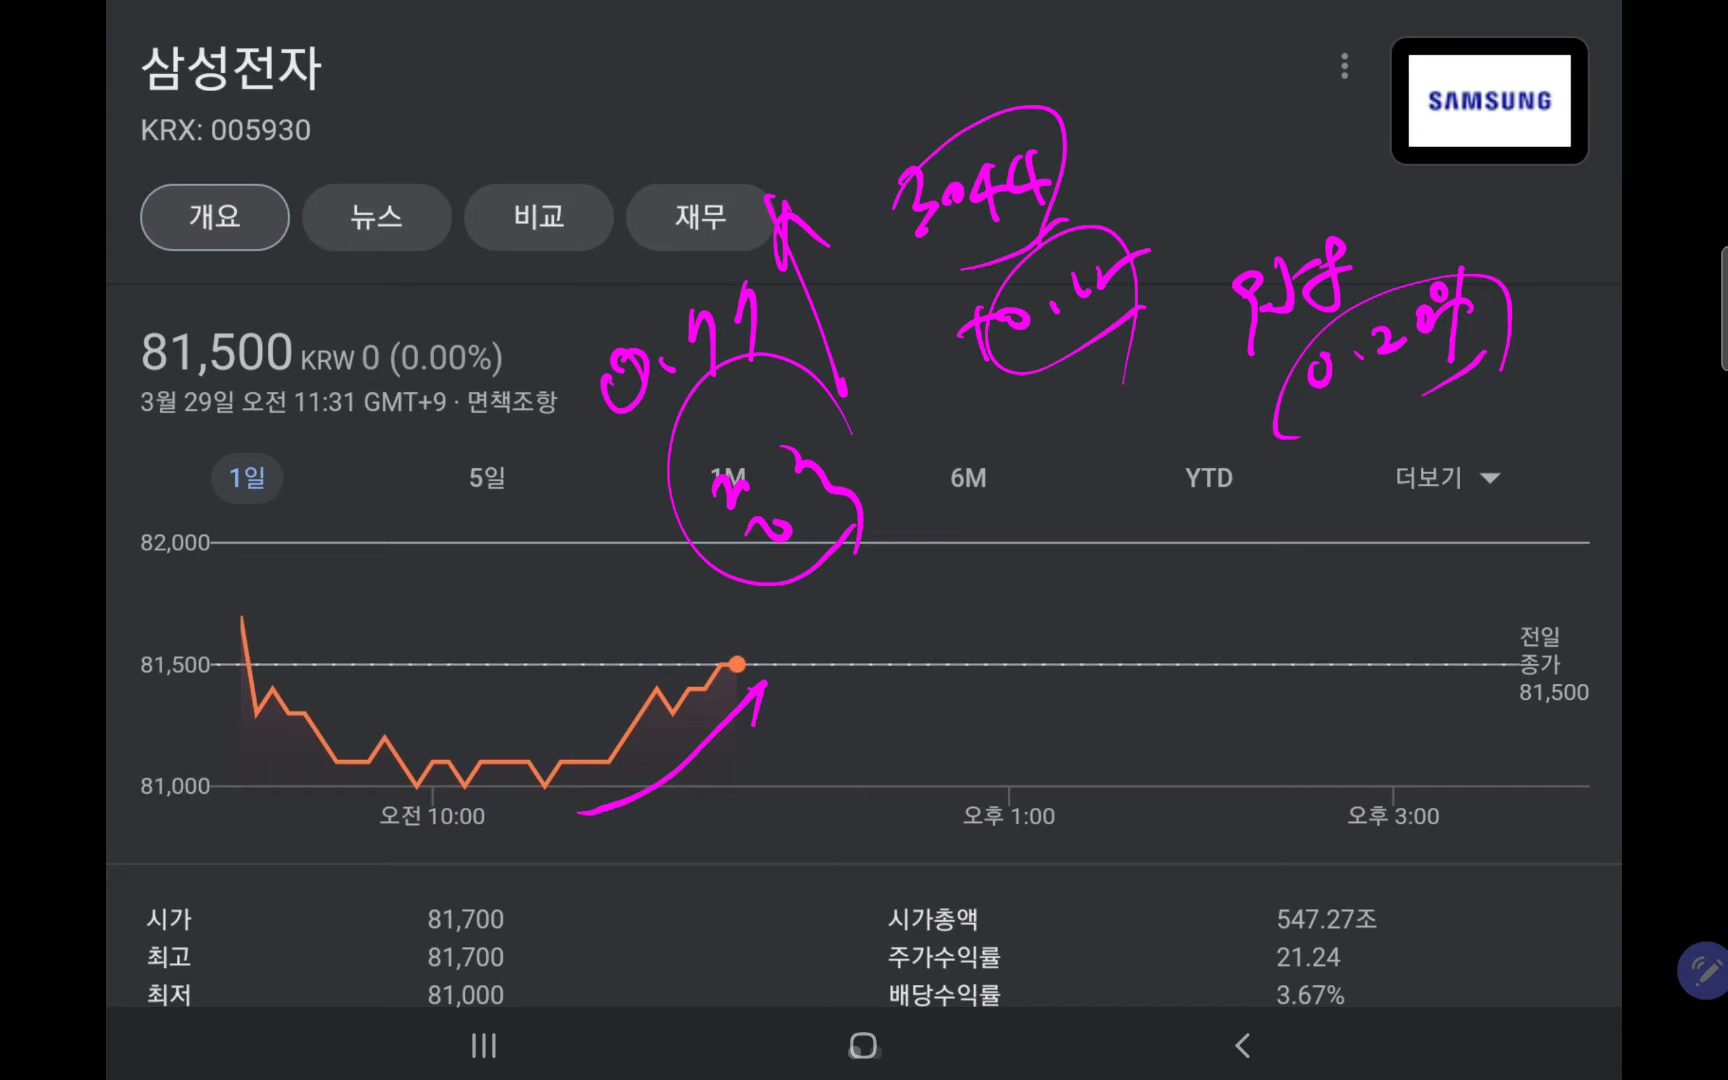 삼성전자
SAMSUNG
KRX: 005930
3044
개요 뉴스 비교 재무
0.77
81,500 KRW 0 (0.00%)
3월 29일 오전 11:31 GMT+9 · 면책조항
1일 5일 1M 6M YTD 더보기
82,000
81,500
81,000
전일
종가
81,500
오전 10:00 오후 1:00 오후 3:00
시가 81,700 시가총액 547.27조
최고 81,700 주가수익률 21.24
최저 81,000 배당수익률 3.67%